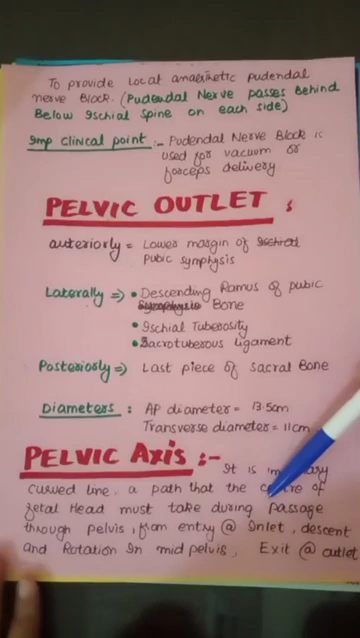 To provide local anaesthetic pudendal
nerve Block. (Pudendal Nerve passes Behind
Below Ischial Spine on each side)
Imp clinical point :- Pudendal Nerve Block is
used for vacuum or
forceps delivery
PELVIC OUTLET :
anteriorly = Lower margin of Ischial
Pubic symphysis
Laterally => • Descending Ramus of pubic
Symphysis Bone
• Ischial Tuberosity
• Sacrotuberous ligament
Posteriorly => Last piece of Sacral Bone
Diameters : AP diameter = 13.5cm
Transverse diameter = 11cm
PELVIC AXIS :-
It is
curved line a path that the of
fetal Head must take during passage
through pelvis, from entry @ Inlet, descent
and Rotation In mid pelvis, Exit @ outlet